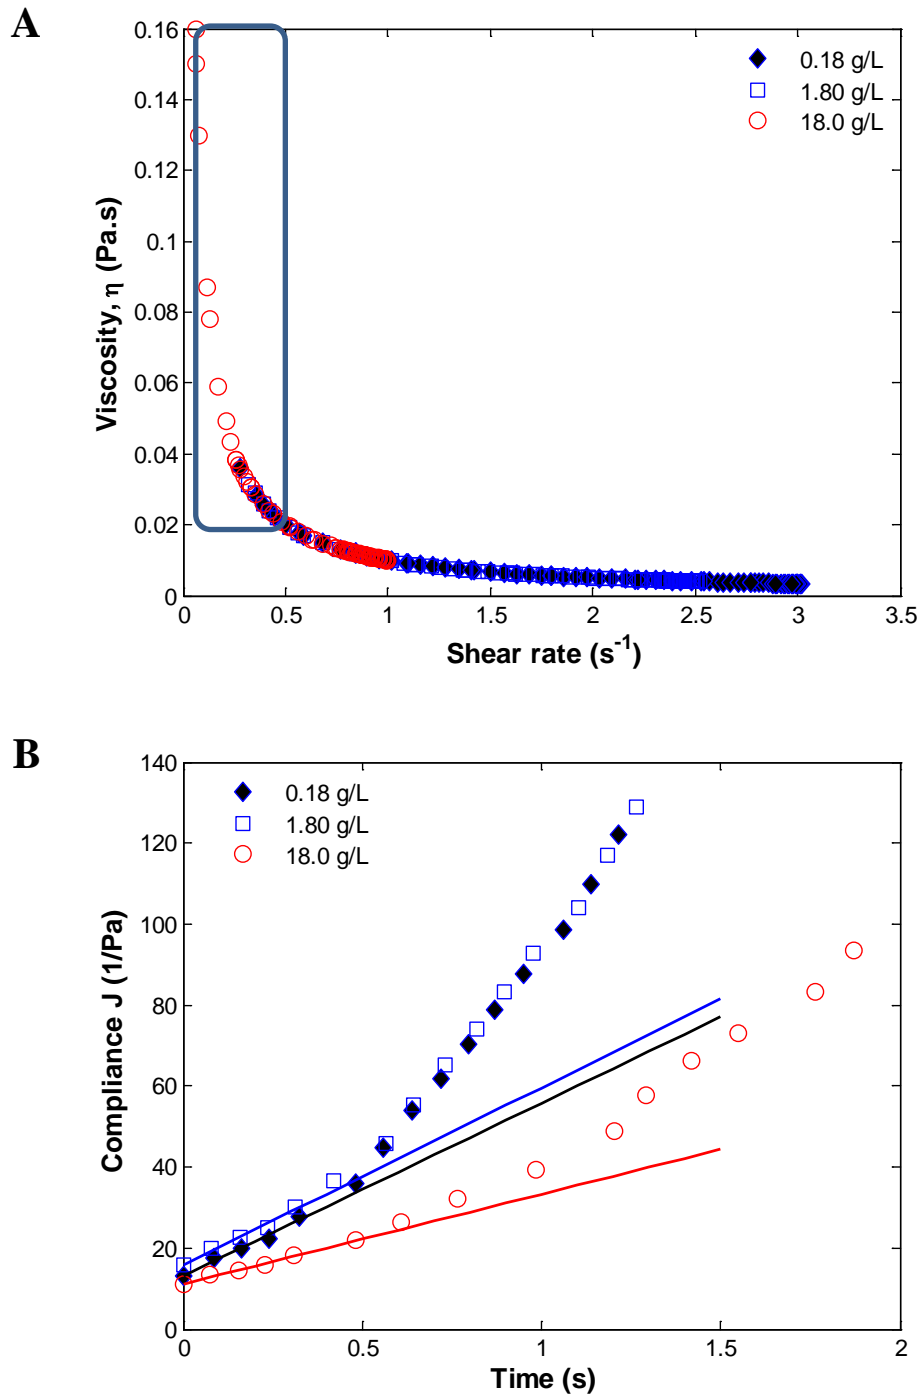 A
0.16
0.14
0.12
0.1
0.08
0.06
0.04
0.02
0
Viscosity, η (Pa.s)
0.18 g/L
1.80 g/L
18.0 g/L
0 0.5 1 1.5 2 2.5 3 3.5
Shear rate (s⁻¹)
B
140
120
100
80
60
40
20
0
Compliance J (1/Pa)
0.18 g/L
1.80 g/L
18.0 g/L
0 0.5 1 1.5 2
Time (s)